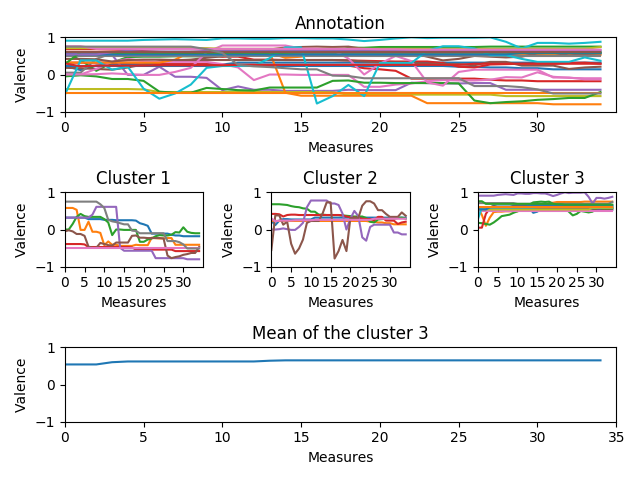 Annotation
Valence
1
0
−1
0 5 10 15 20 25 30
Measures
Cluster 1 Cluster 2 Cluster 3
Valence Valence Valence
1 1 1
0 0 0
−1 −1 −1
0 5 10 15 20 25 30 0 5 10 15 20 25 30 0 5 10 15 20 25 30
Measures Measures Measures
Mean of the cluster 3
Valence
1
0
−1
0 5 10 15 20 25 30 35
Measures